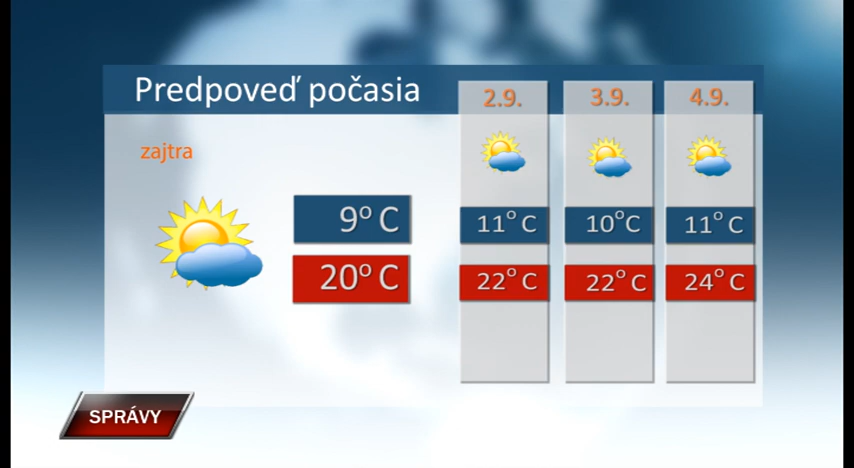 Predpoveď počasia
zajtra
9° C
20° C
2.9.
11° C
22° C
3.9.
10°C
22° C
4.9.
11° C
24° C
SPRÁVY